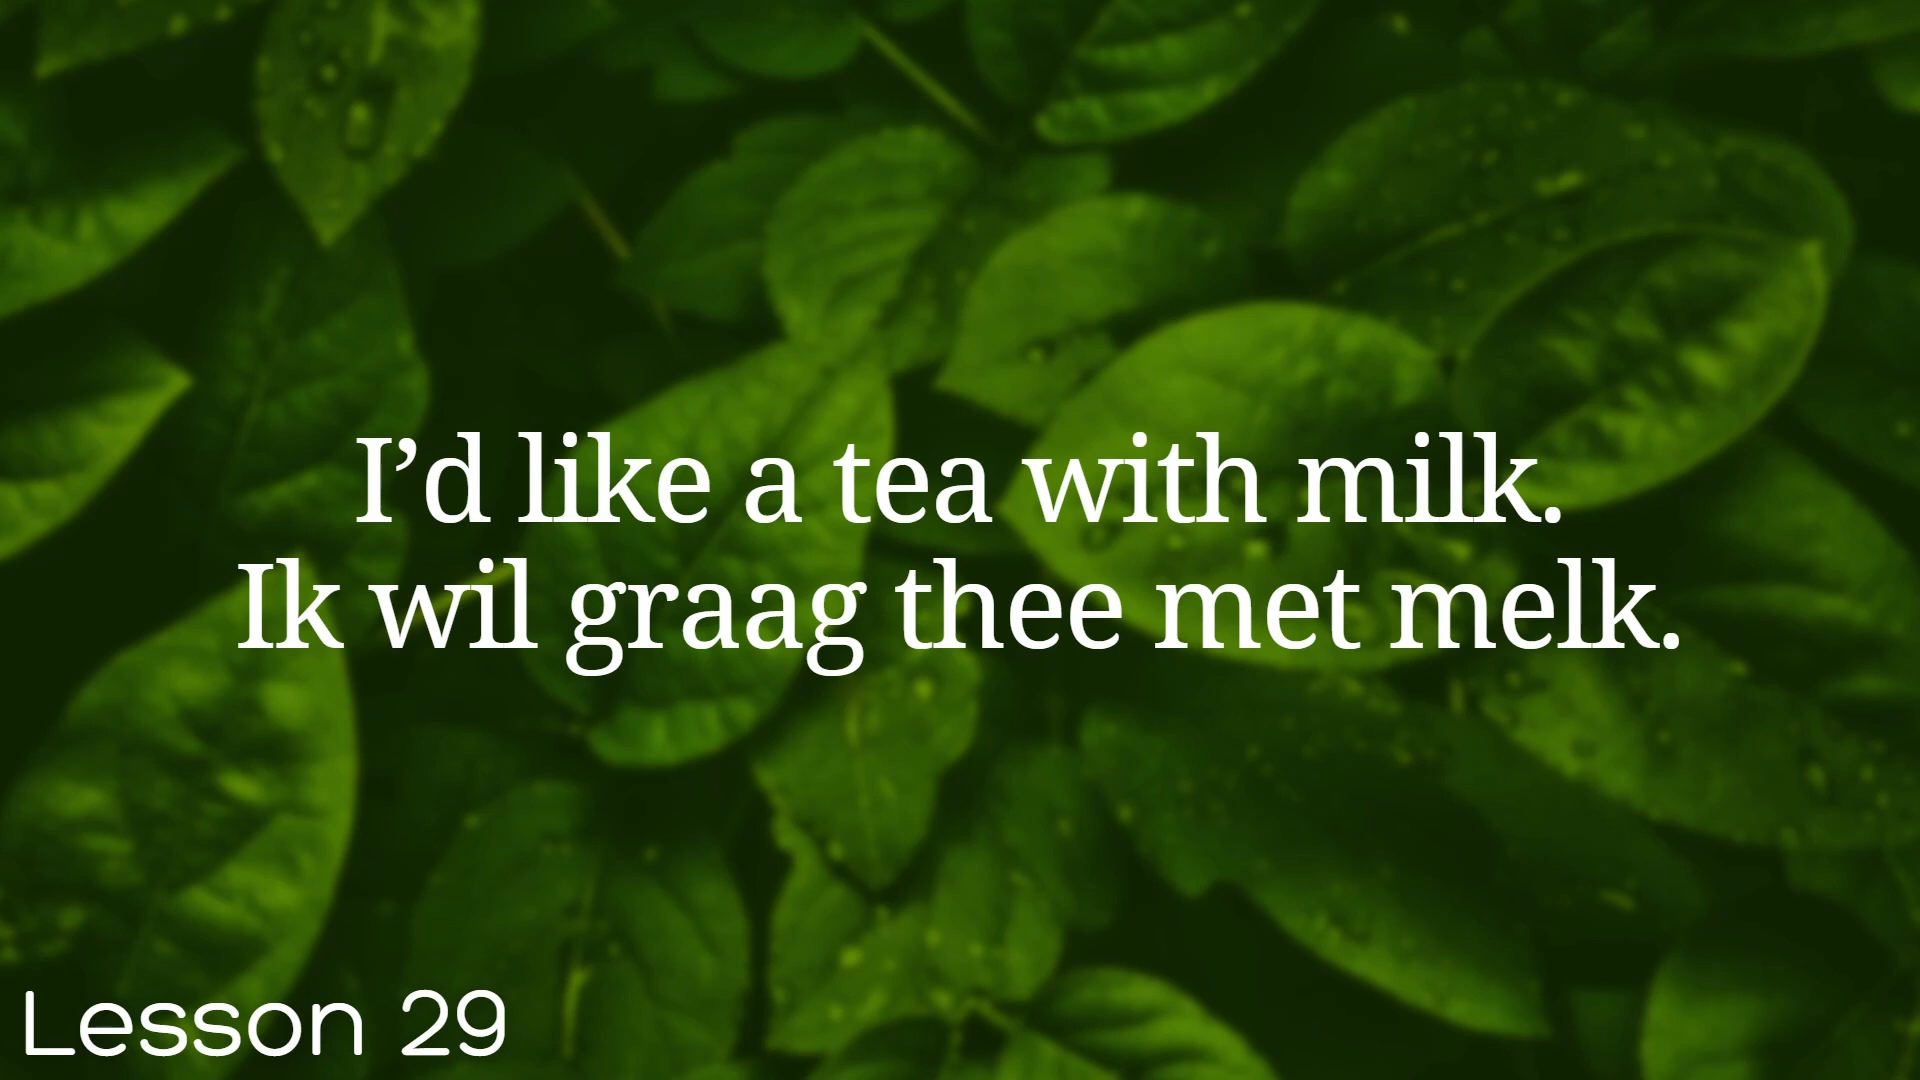 I’d like a tea with milk.
Ik wil graag thee met melk.
Lesson 29